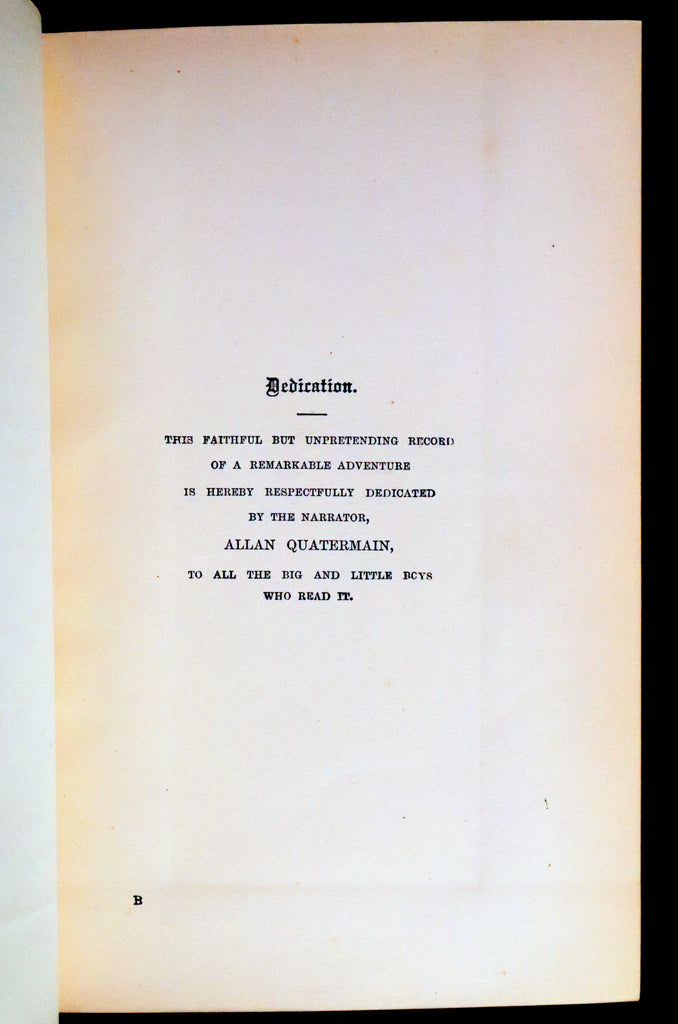 Dedication.
THIS FAITHFUL BUT UNPRETENDING RECORD
OF A REMARKABLE ADVENTURE
IS HEREBY RESPECTFULLY DEDICATED
BY THE NARRATOR,
ALLAN QUATERMAIN,
TO ALL THE BIG AND LITTLE BOYS
WHO READ IT.
B